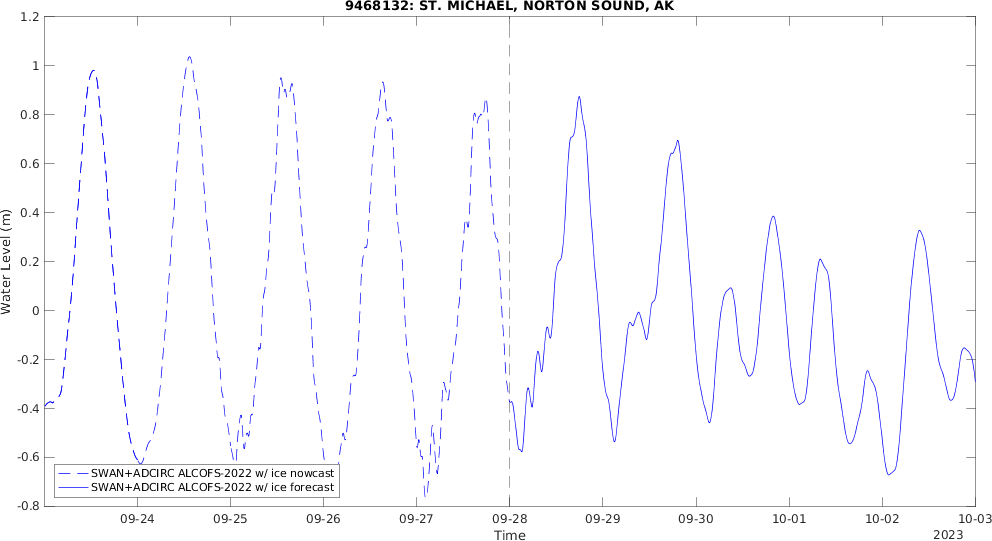 9468132: ST. MICHAEL, NORTON SOUND, AK
1.2
1
0.8
0.6
0.4
0.2
0
-0.2
-0.4
-0.6
-0.8
Water Level (m)
SWAN+ADCIRC ALCOFS-2022 w/ ice nowcast
SWAN+ADCIRC ALCOFS-2022 w/ ice forecast
09-24 09-25 09-26 09-27 09-28 09-29 09-30 10-01 10-02 10-03
Time
2023